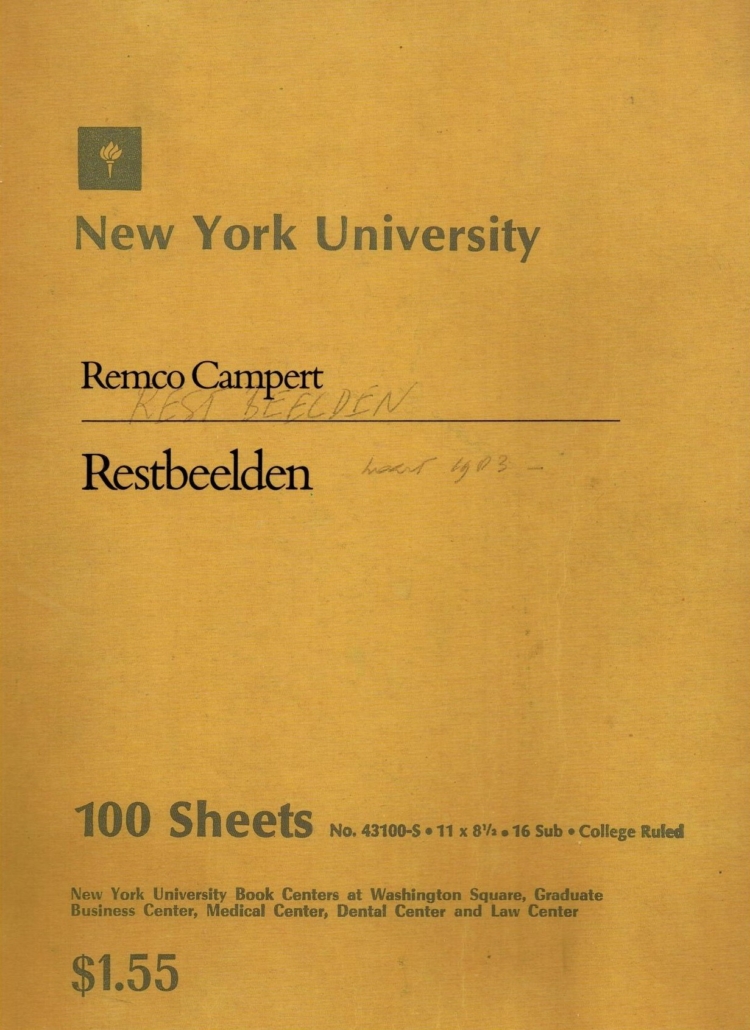 New York University
Remco Campert
REST BEELDEN
Restbeelden
100 Sheets No. 43100-S • 11 x 8½ • 16 Sub • College Ruled
New York University Book Centers at Washington Square, Graduate
Business Center, Medical Center, Dental Center and Law Center
$1.55